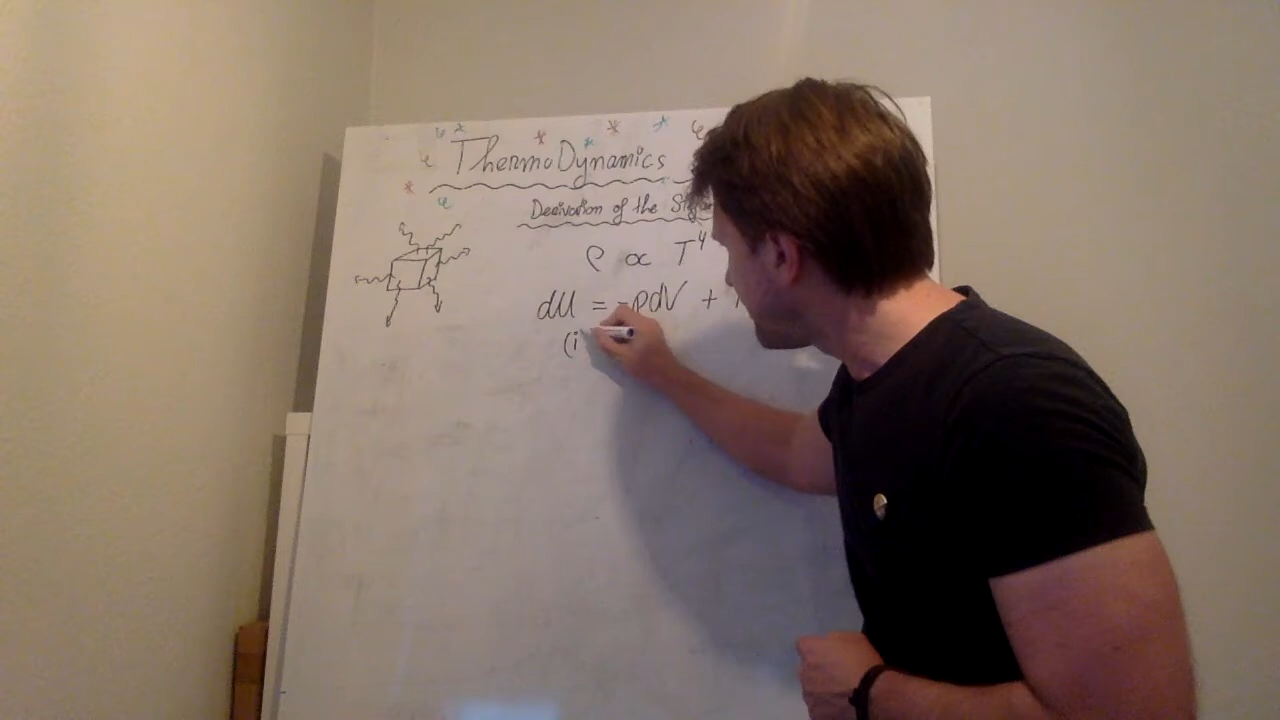 ThermoDynamics
Derivation of the
ρ ∝ T⁴
dU = -pdV +
(i